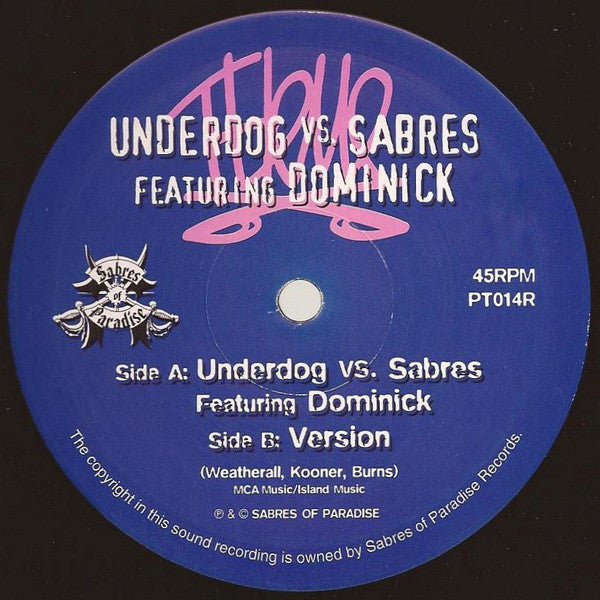 UNDERDOG VS. SABRES
FEATURING DOMINICK
Sabres
of
Paradise
45RPM
PT014R
Side A: Underdog vs. Sabres
Featuring Dominick
Side B: Version
(Weatherall, Kooner, Burns)
MCA Music/Island Music
℗ & © SABRES OF PARADISE
The copyright in this sound recording is owned by Sabres of Paradise Records.